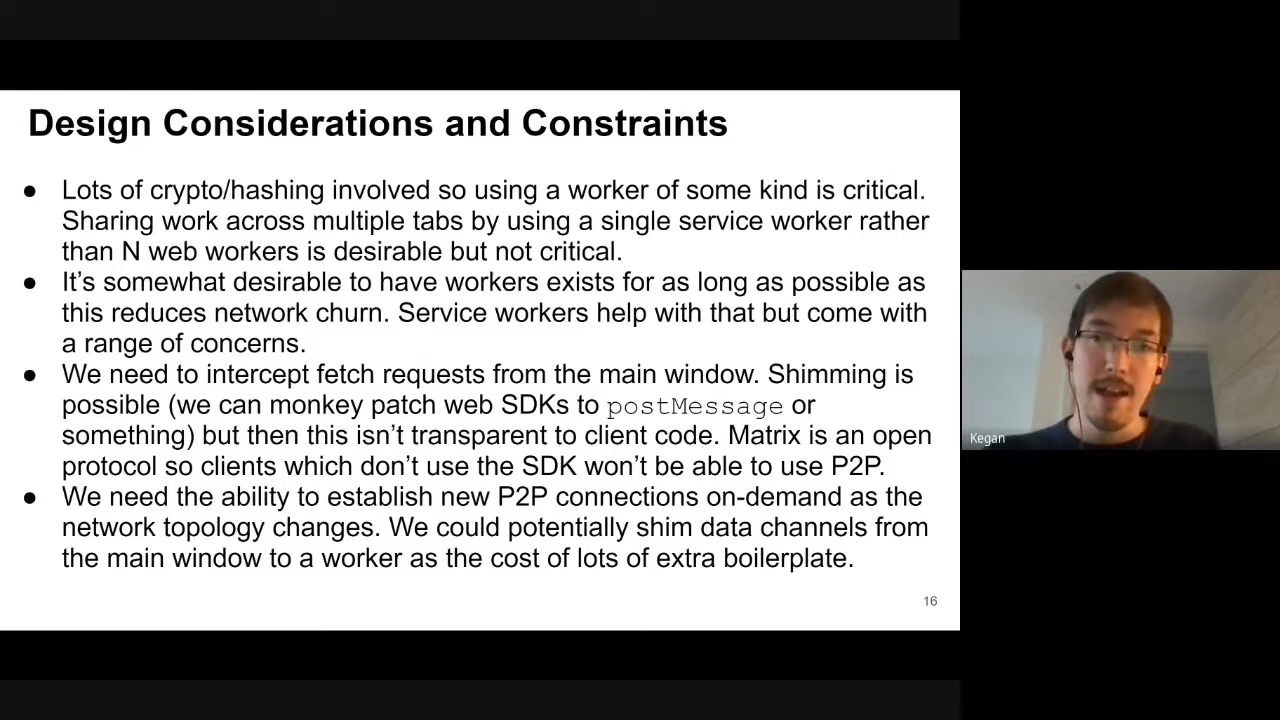 Design Considerations and Constraints
● Lots of crypto/hashing involved so using a worker of some kind is critical.
Sharing work across multiple tabs by using a single service worker rather
than N web workers is desirable but not critical.
● It’s somewhat desirable to have workers exists for as long as possible as
this reduces network churn. Service workers help with that but come with
a range of concerns.
● We need to intercept fetch requests from the main window. Shimming is
possible (we can monkey patch web SDKs to postMessage or
something) but then this isn’t transparent to client code. Matrix is an open
protocol so clients which don’t use the SDK won’t be able to use P2P.
● We need the ability to establish new P2P connections on-demand as the
network topology changes. We could potentially shim data channels from
the main window to a worker as the cost of lots of extra boilerplate.
16
Kegan